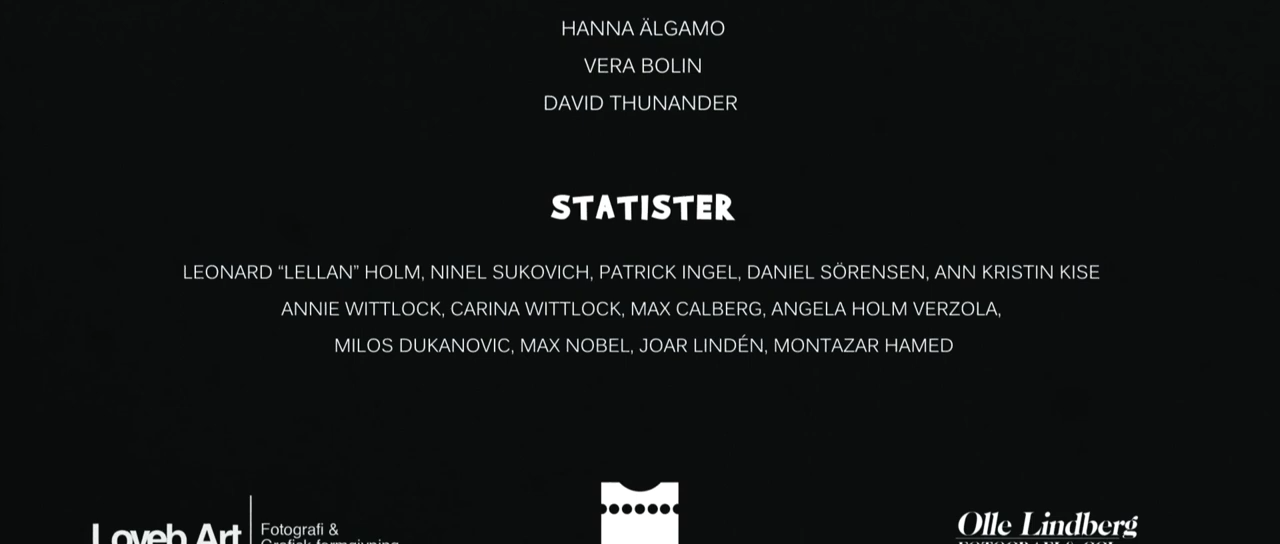 HANNA ÄLGAMO
VERA BOLIN
DAVID THUNANDER
STATISTER
LEONARD “LELLAN” HOLM, NINEL SUKOVICH, PATRICK INGEL, DANIEL SÖRENSEN, ANN KRISTIN KISE
ANNIE WITTLOCK, CARINA WITTLOCK, MAX CALBERG, ANGELA HOLM VERZOLA,
MILOS DUKANOVIC, MAX NOBEL, JOAR LINDÉN, MONTAZAR HAMED
Loveb Art
Fotografi &
Grafisk formgivning
Olle Lindberg